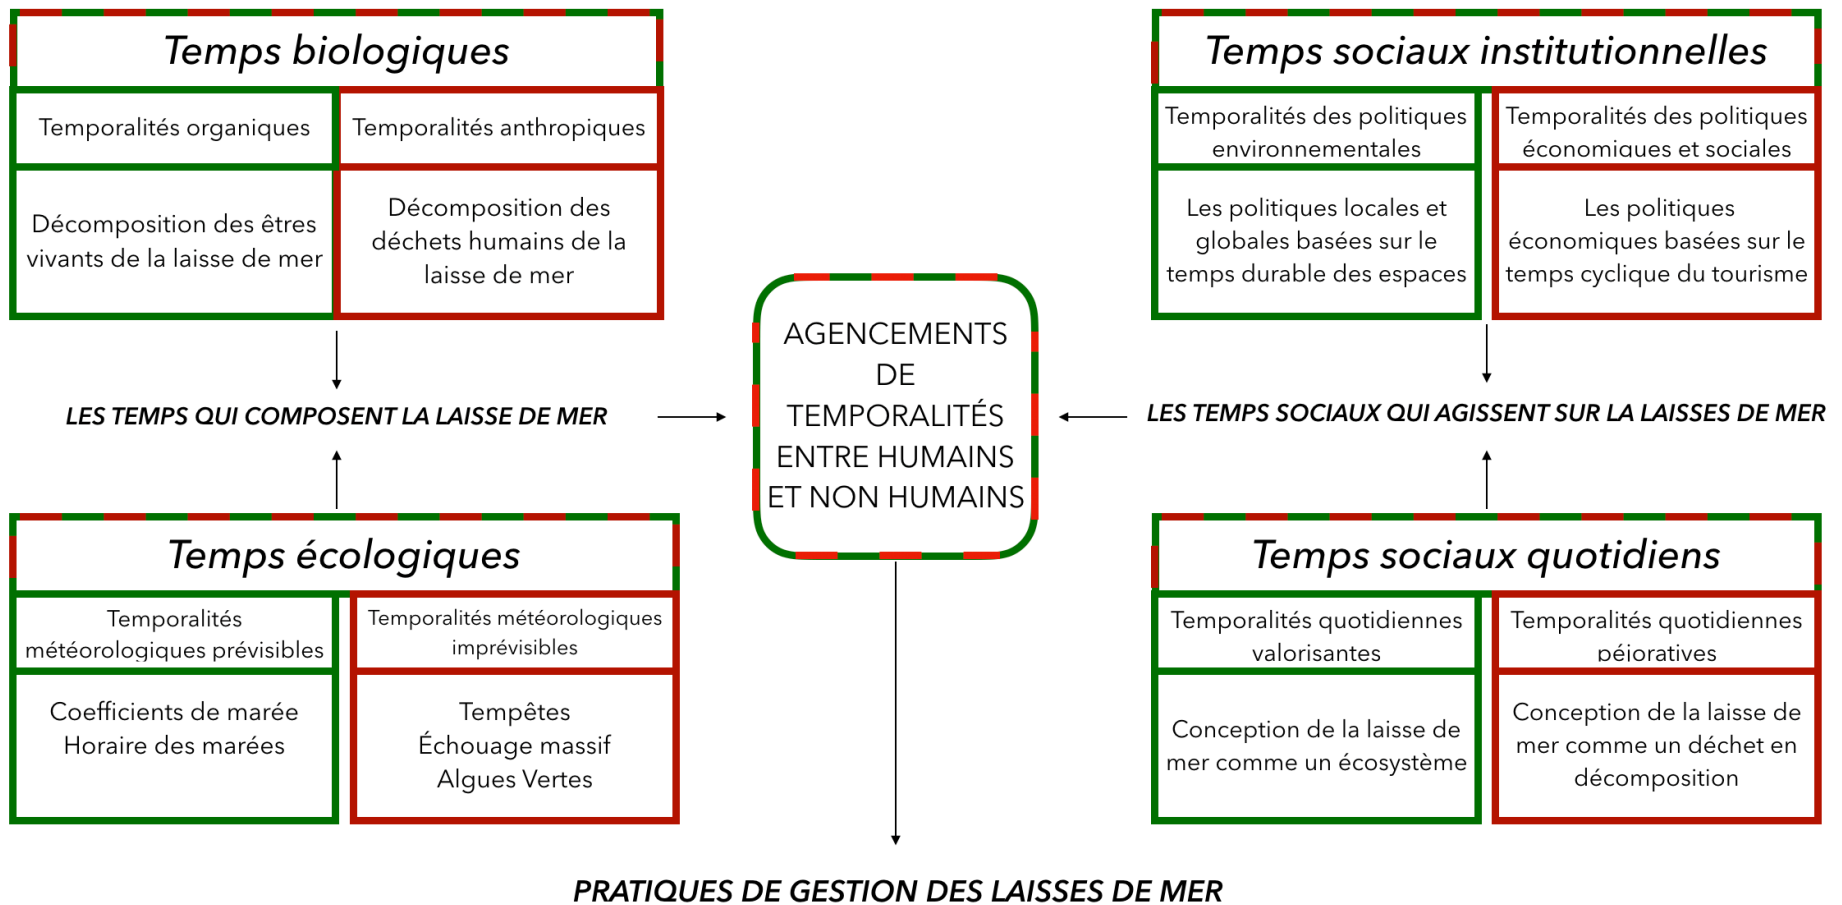 Temps biologiques
Temporalités organiques
Temporalités anthropiques
Décomposition des êtres
vivants de la laisse de mer
Décomposition des
déchets humains de la
laisse de mer
LES TEMPS QUI COMPOSENT LA LAISSE DE MER
Temps écologiques
Temporalités
météorologiques prévisibles
Temporalités météorologiques
imprévisibles
Coefficients de marée
Horaire des marées
Tempêtes
Échouage massif
Algues Vertes
AGENCEMENTS
DE
TEMPORALITÉS
ENTRE HUMAINS
ET NON HUMAINS
Temps sociaux institutionnelles
Temporalités des politiques
environnementales
Temporalités des politiques
économiques et sociales
Les politiques locales et
globales basées sur le
temps durable des espaces
Les politiques
économiques basées sur le
temps cyclique du tourisme
LES TEMPS SOCIAUX QUI AGISSENT SUR LA LAISSES DE MER
Temps sociaux quotidiens
Temporalités quotidiennes
valorisantes
Temporalités quotidiennes
péjoratives
Conception de la laisse de
mer comme un écosystème
Conception de la laisse de
mer comme un déchet en
décomposition
PRATIQUES DE GESTION DES LAISSES DE MER